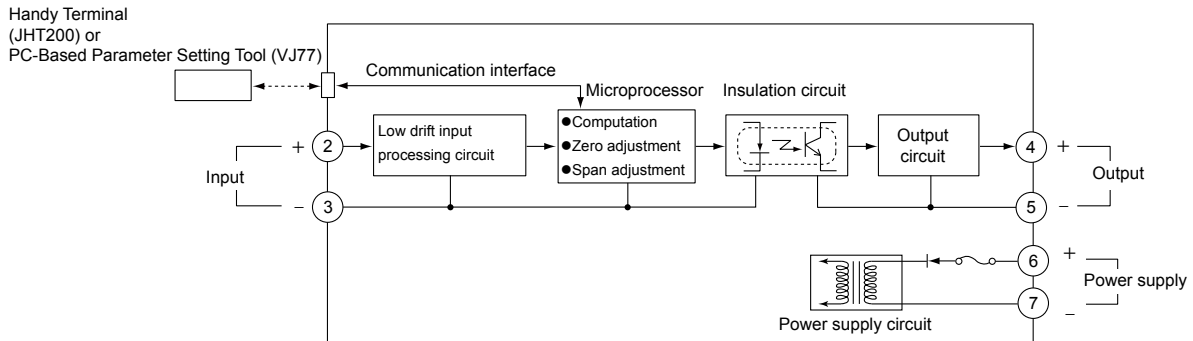 Handy Terminal
(JHT200) or
PC-Based Parameter Setting Tool (VJ77)
Communication interface
Microprocessor
Insulation circuit
+
2
Low drift input
processing circuit
●Computation
●Zero adjustment
●Span adjustment
Output
circuit
4
+
Input
Output
−
3
5
−
6
+
Power supply
7
−
Power supply circuit